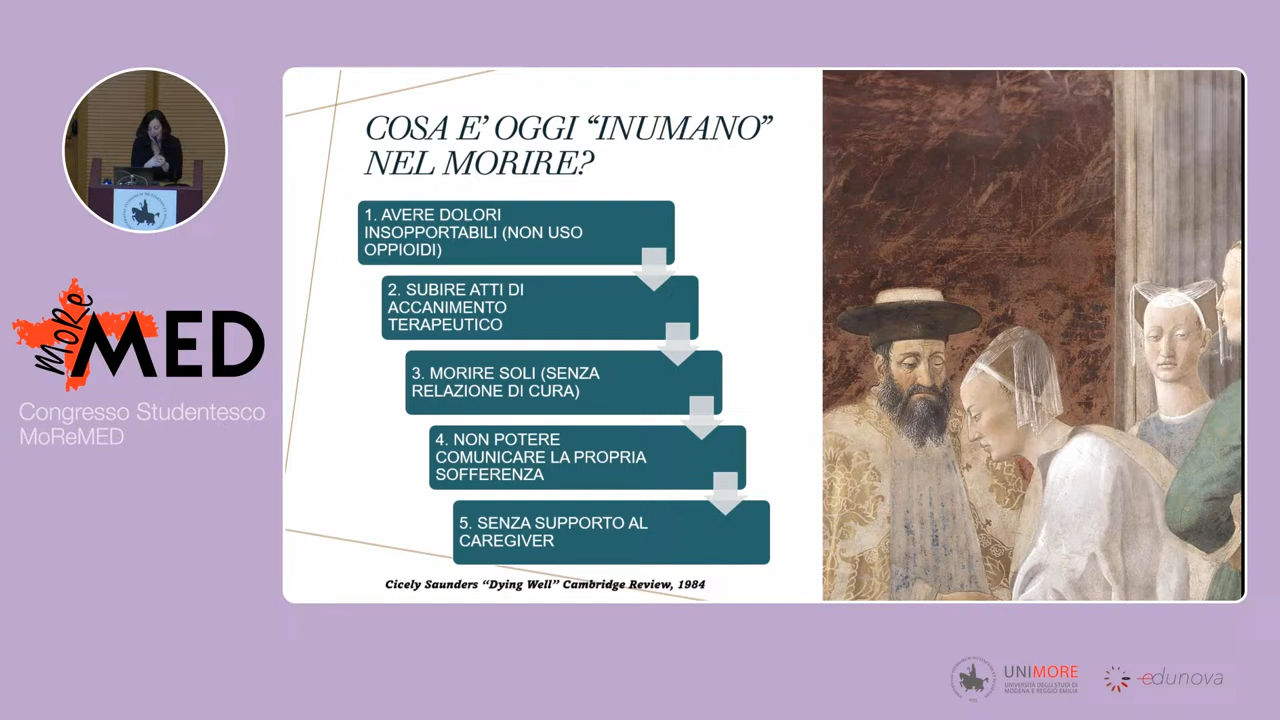 COSA E' OGGI “INUMANO”
NEL MORIRE?
1. AVERE DOLORI
INSOPPORTABILI (NON USO
OPPIOIDI)
2. SUBIRE ATTI DI
ACCANIMENTO
TERAPEUTICO
3. MORIRE SOLI (SENZA
RELAZIONE DI CURA)
4. NON POTERE
COMUNICARE LA PROPRIA
SOFFERENZA
5. SENZA SUPPORTO AL
CAREGIVER
Cicely Saunders “Dying Well” Cambridge Review, 1984
MoRe
MED
Congresso Studentesco
MoReMED
UNIMORE
UNIVERSITÀ DEGLI STUDI DI
MODENA E REGGIO EMILIA
edunova